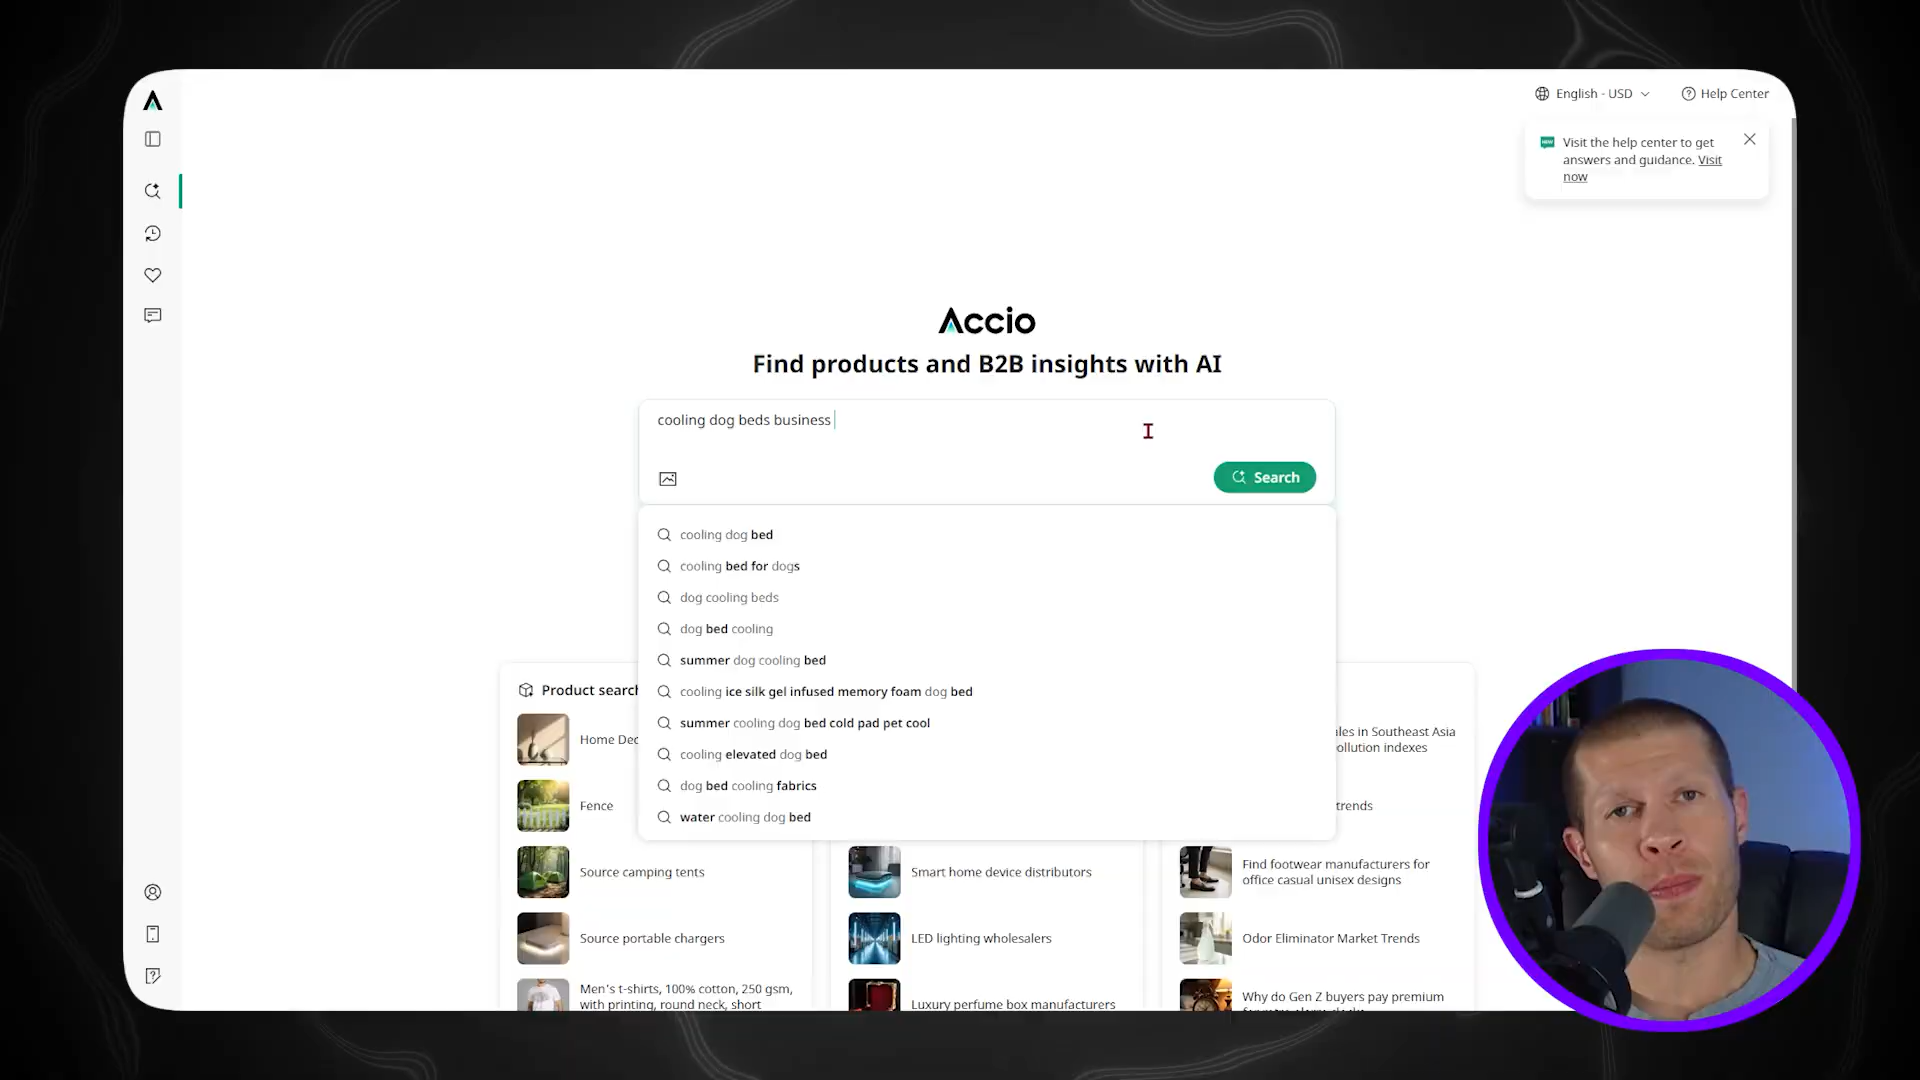 English - USD
Help Center
NEW
Visit the help center to get
answers and guidance. Visit
now
Accio
Find products and B2B insights with AI
cooling dog beds business
Search
cooling dog bed
cooling bed for dogs
dog cooling beds
dog bed cooling
summer dog cooling bed
cooling ice silk gel infused memory foam dog bed
summer cooling dog bed cold pad pet cool
cooling elevated dog bed
dog bed cooling fabrics
water cooling dog bed
Product search
Home Dec
Fence
Source camping tents
Source portable chargers
Men's t-shirts, 100% cotton, 250 gsm,
with printing, round neck, short
Smart home device distributors
LED lighting wholesalers
Luxury perfume box manufacturers
les in Southeast Asia
ollution indexes
trends
Find footwear manufacturers for
office casual unisex designs
Odor Eliminator Market Trends
Why do Gen Z buyers pay premium